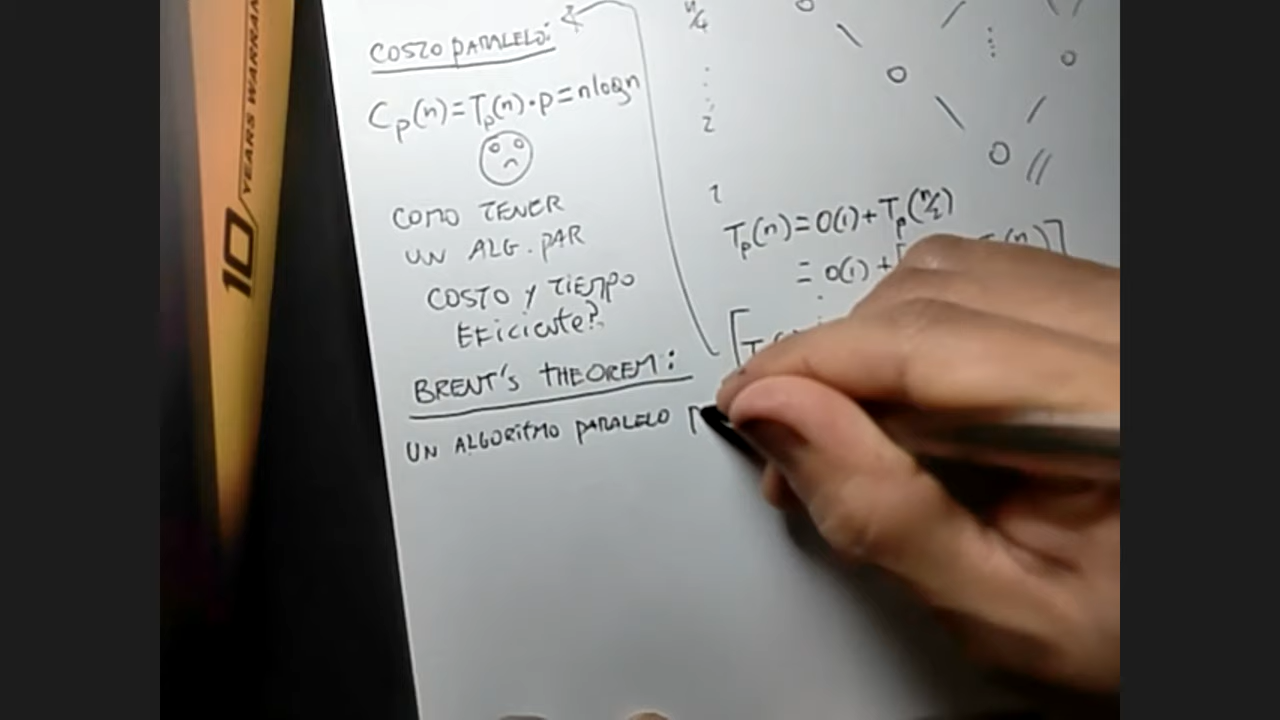 10 YEARS WARRAN
COSTO PARALELO:
Cp(n)=Tp(n)·p=nlogn
COMO TENER
UN ALG. PAR
COSTO Y TIEMPO
EFICIENTE?
BRENT'S THEOREM:
UN ALGORITMO PARALELO
n/4
2
1
Tp(n)=O(1)+Tp(n/2)
=O(1)+[